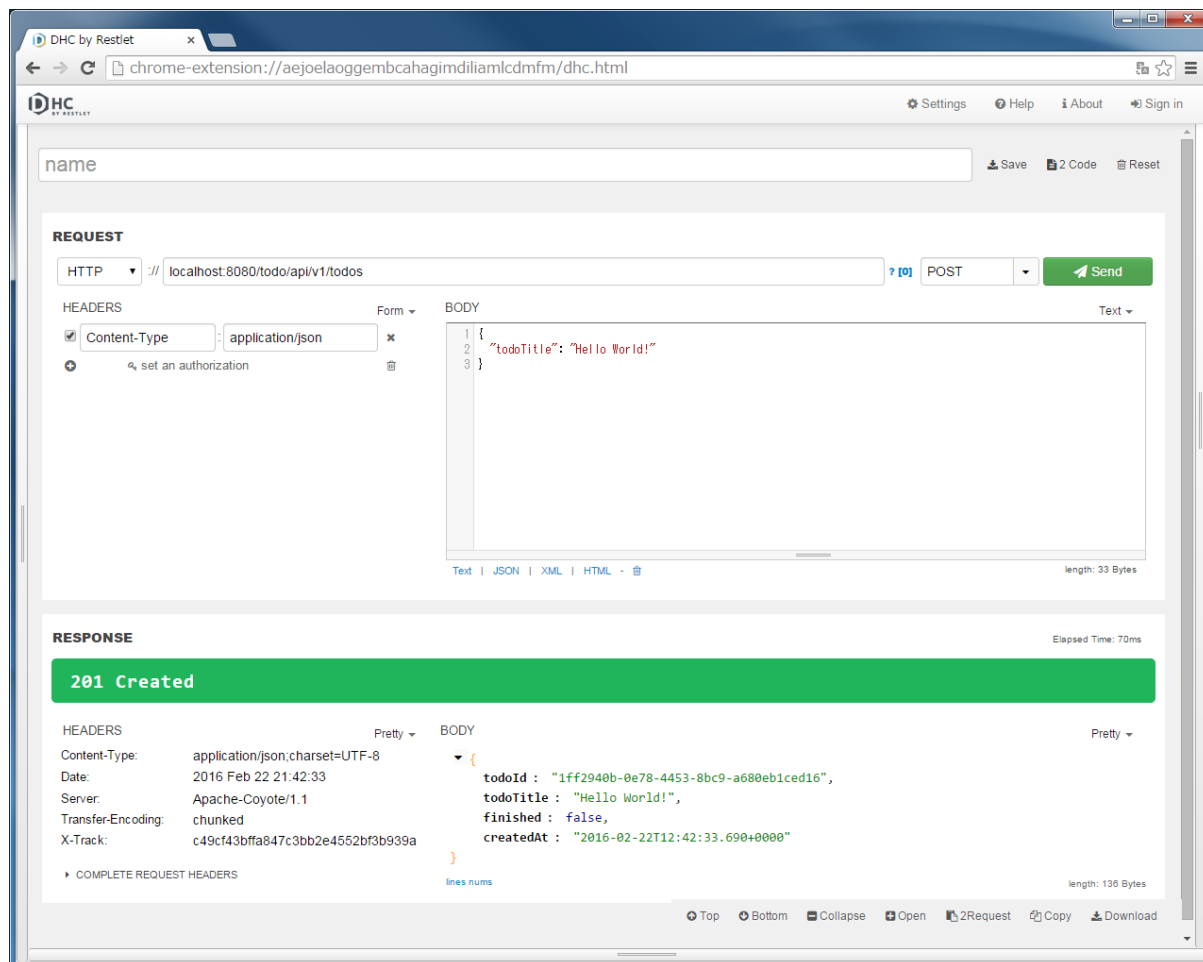 DHC by Restlet
chrome-extension://aejoelaoggembcahagimdiliamlcdmfm/dhc.html
DHC BY RESTLET Settings Help About Sign in
name Save 2 Code Reset
REQUEST
HTTP :// localhost:8080/todo/api/v1/todos ? [0] POST Send
HEADERS Form BODY Text
Content-Type : application/json
set an authorization
1 {
2 "todoTitle": "Hello World!"
3 }
Text | JSON | XML | HTML - length: 33 Bytes
RESPONSE Elapsed Time: 70ms
201 Created
HEADERS Pretty BODY Pretty
Content-Type: application/json;charset=UTF-8
Date: 2016 Feb 22 21:42:33
Server: Apache-Coyote/1.1
Transfer-Encoding: chunked
X-Track: c49cf43bffa847c3bb2e4552bf3b939a
COMPLETE REQUEST HEADERS
{
todoId : "1ff2940b-0e78-4453-8bc9-a680eb1ced16",
todoTitle : "Hello World!",
finished : false,
createdAt : "2016-02-22T12:42:33.690+0000"
}
lines nums length: 136 Bytes
Top Bottom Collapse Open 2Request Copy Download